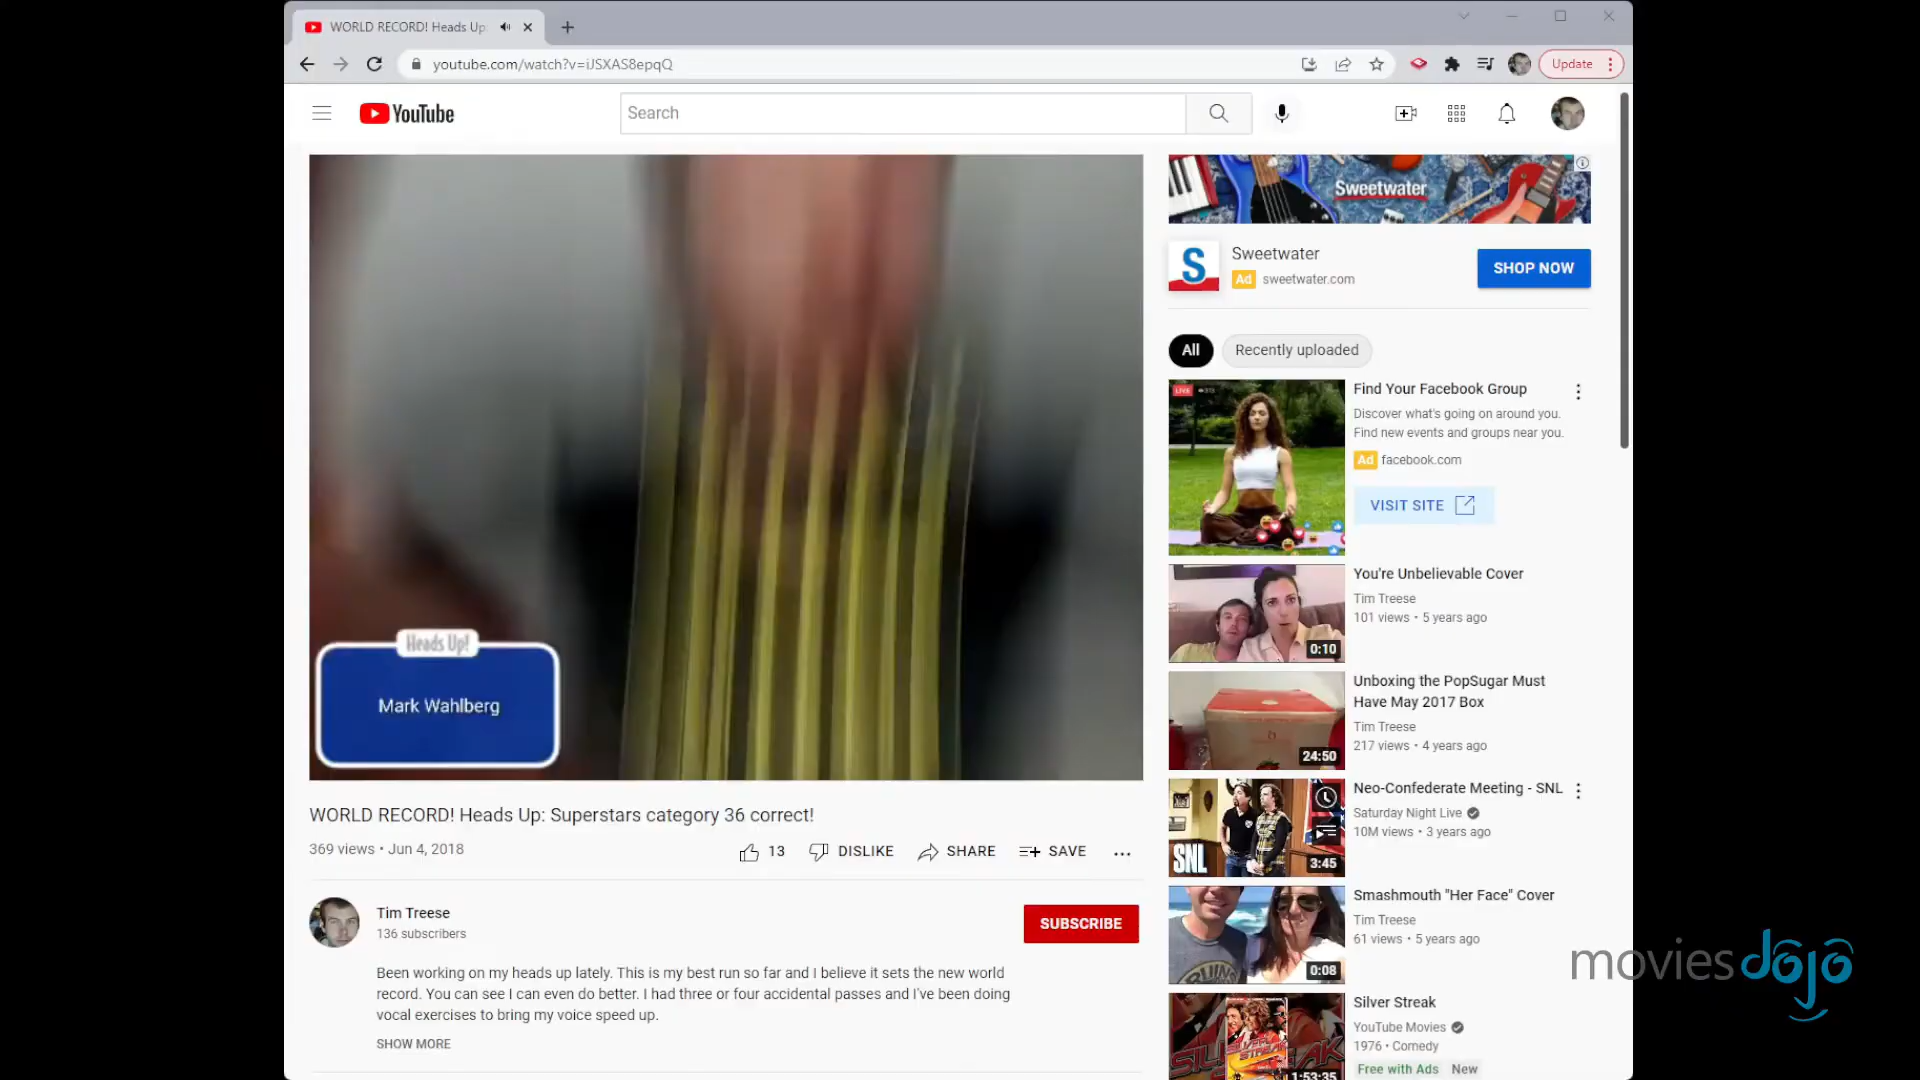 WORLD RECORD! Heads Up:
youtube.com/watch?v=iJSXAS8epqQ
Update
YouTube
Search
Sweetwater
Sweetwater
Ad sweetwater.com
SHOP NOW
All
Recently uploaded
LIVE
Find Your Facebook Group
Discover what's going on around you.
Find new events and groups near you.
Ad facebook.com
VISIT SITE
You're Unbelievable Cover
Tim Treese
101 views • 5 years ago
0:10
Unboxing the PopSugar Must
Have May 2017 Box
Tim Treese
217 views • 4 years ago
24:50
Neo-Confederate Meeting - SNL
Saturday Night Live
10M views • 3 years ago
SNL
3:45
Smashmouth "Her Face" Cover
Tim Treese
61 views • 5 years ago
0:08
Silver Streak
YouTube Movies
1976 • Comedy
Free with Ads New
1:53:35
Heads Up!
Mark Wahlberg
WORLD RECORD! Heads Up: Superstars category 36 correct!
369 views • Jun 4, 2018
13
DISLIKE
SHARE
SAVE
Tim Treese
136 subscribers
SUBSCRIBE
Been working on my heads up lately. This is my best run so far and I believe it sets the new world
record. You can see I can even do better. I had three or four accidental passes and I've been doing
vocal exercises to bring my voice speed up.
SHOW MORE
movies dojo